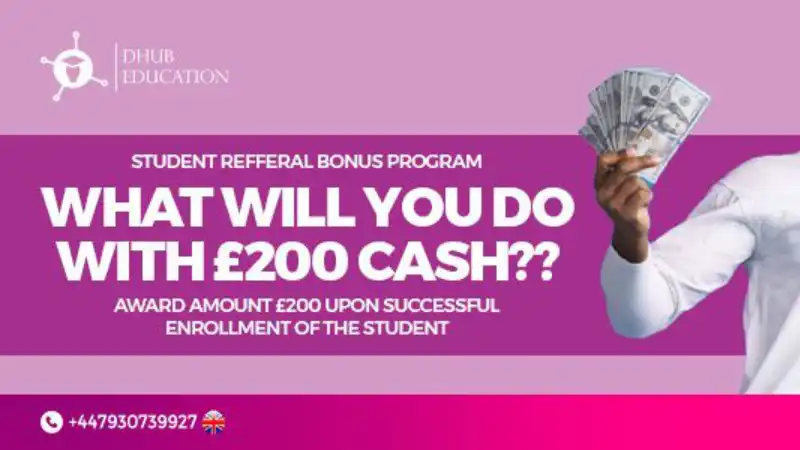 DHUB
EDUCATION
STUDENT REFFERAL BONUS PROGRAM
WHAT WILL YOU DO
WITH £200 CASH??
AWARD AMOUNT £200 UPON SUCCESSFUL
ENROLLMENT OF THE STUDENT
+447930739927